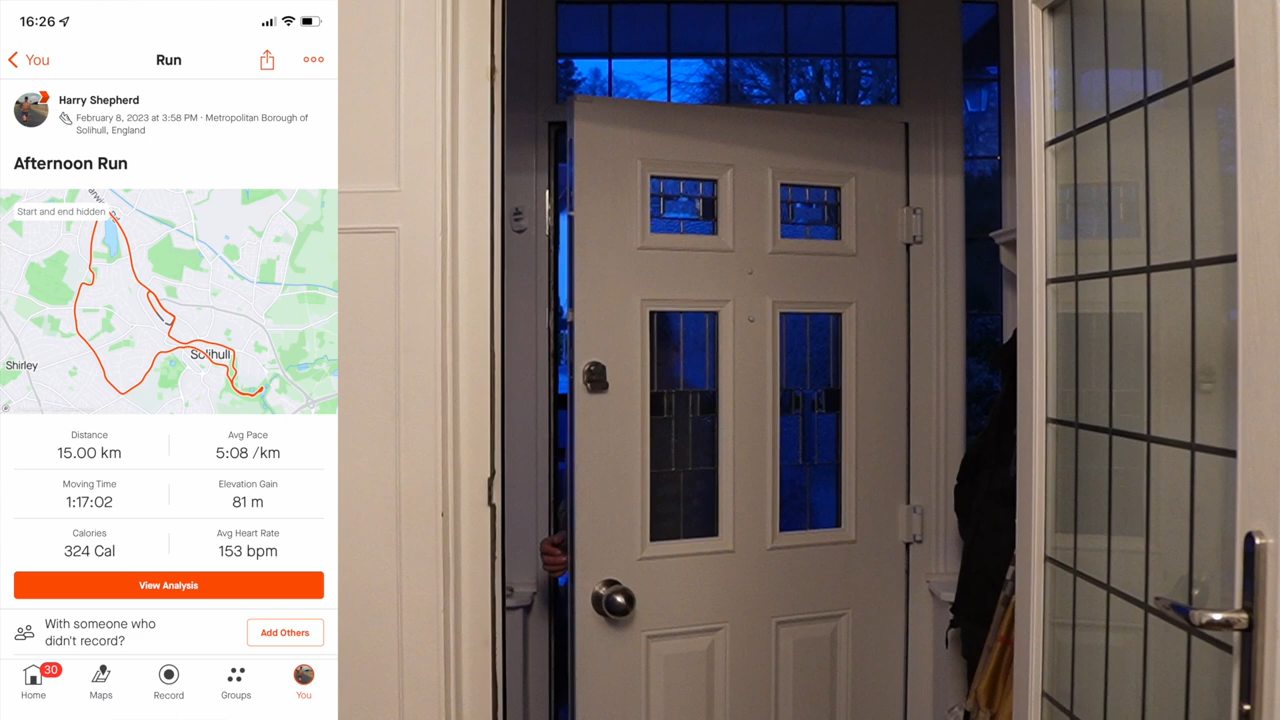 16:26
You
Run
Harry Shepherd
February 8, 2023 at 3:58 PM · Metropolitan Borough of
Solihull, England
Afternoon Run
Start and end hidden
Solihull
Shirley
Distance
Avg Pace
15.00 km
5:08 /km
Moving Time
Elevation Gain
1:17:02
81 m
Calories
Avg Heart Rate
324 Cal
153 bpm
View Analysis
With someone who
didn't record?
Add Others
30
Home
Maps
Record
Groups
You